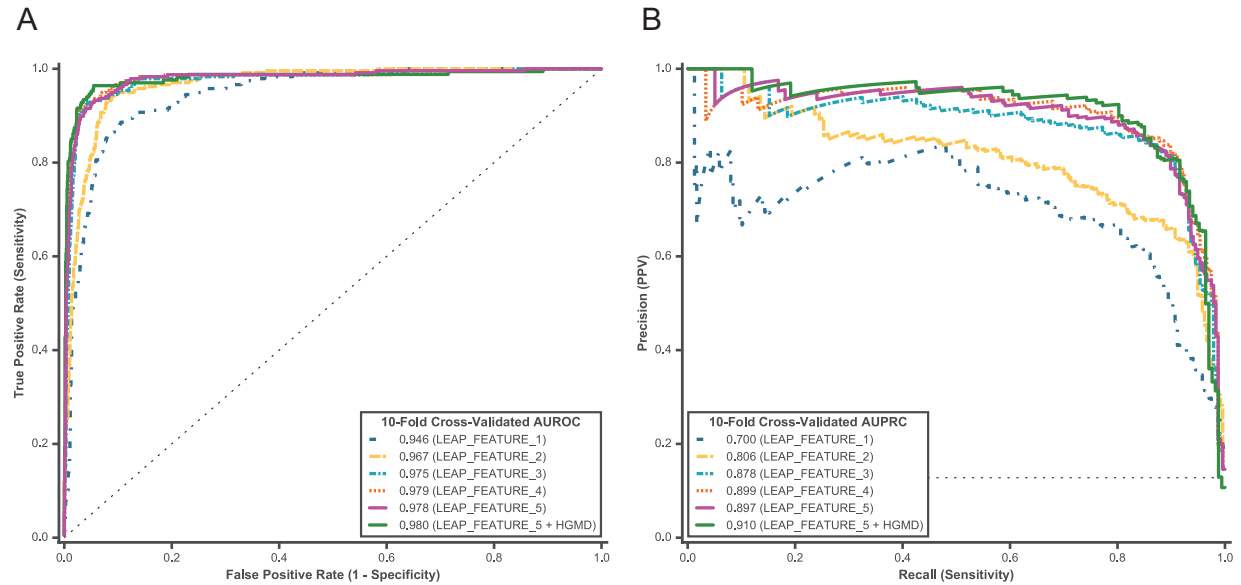 A
1.0
0.8
0.6
0.4
0.2
0.0
True Positive Rate (Sensitivity)
0.0 0.2 0.4 0.6 0.8 1.0
False Positive Rate (1 - Specificity)
10-Fold Cross-Validated AUROC
0.946 (LEAP_FEATURE_1)
0.967 (LEAP_FEATURE_2)
0.975 (LEAP_FEATURE_3)
0.979 (LEAP_FEATURE_4)
0.978 (LEAP_FEATURE_5)
0.980 (LEAP_FEATURE_5 + HGMD)
B
1.0
0.8
0.6
0.4
0.2
0.0
Precision (PPV)
0.0 0.2 0.4 0.6 0.8 1.0
Recall (Sensitivity)
10-Fold Cross-Validated AUPRC
0.700 (LEAP_FEATURE_1)
0.806 (LEAP_FEATURE_2)
0.878 (LEAP_FEATURE_3)
0.899 (LEAP_FEATURE_4)
0.897 (LEAP_FEATURE_5)
0.910 (LEAP_FEATURE_5 + HGMD)